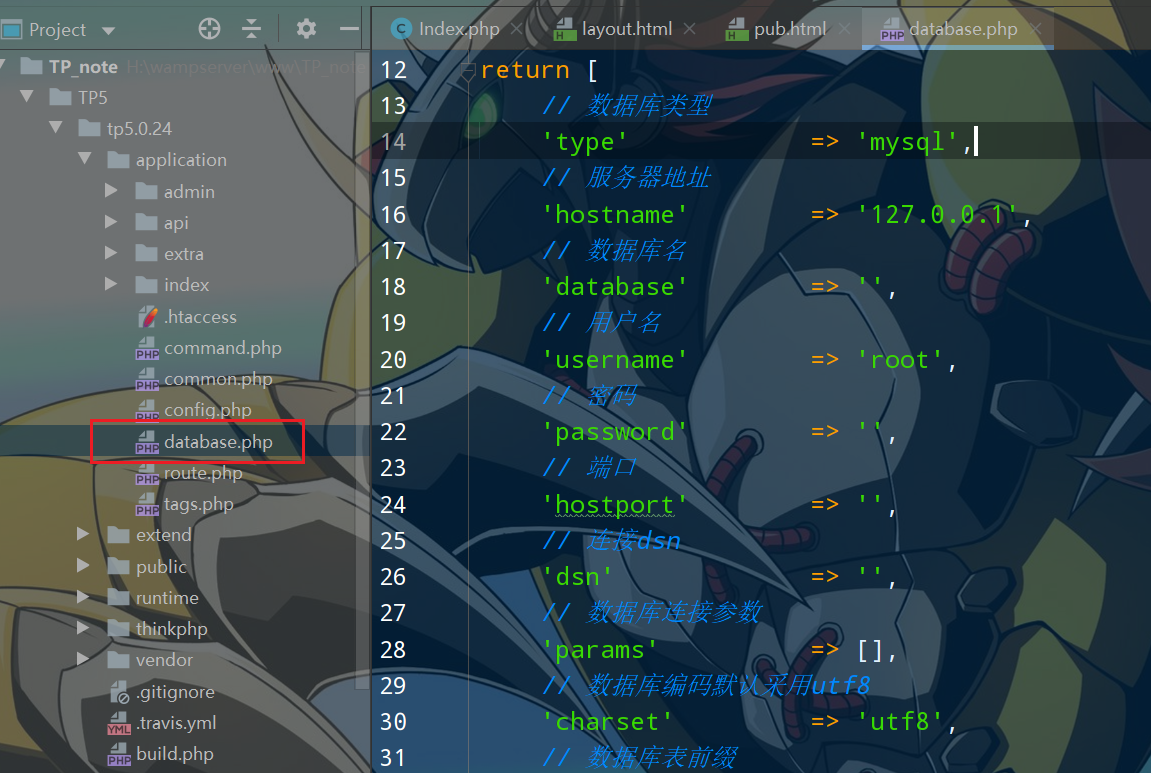 Project
Index.php
layout.html
pub.html
database.php
TP_note H:\wampserver\www\TP_note
TP5
tp5.0.24
application
admin
api
extra
index
.htaccess
command.php
common.php
config.php
database.php
route.php
tags.php
extend
public
runtime
thinkphp
vendor
.gitignore
.travis.yml
build.php
12 return [
13 // 数据库类型
14 'type' => 'mysql',
15 // 服务器地址
16 'hostname' => '127.0.0.1',
17 // 数据库名
18 'database' => '',
19 // 用户名
20 'username' => 'root',
21 // 密码
22 'password' => '',
23 // 端口
24 'hostport' => '',
25 // 连接dsn
26 'dsn' => '',
27 // 数据库连接参数
28 'params' => [],
29 // 数据库编码默认采用utf8
30 'charset' => 'utf8',
31 // 数据库表前缀